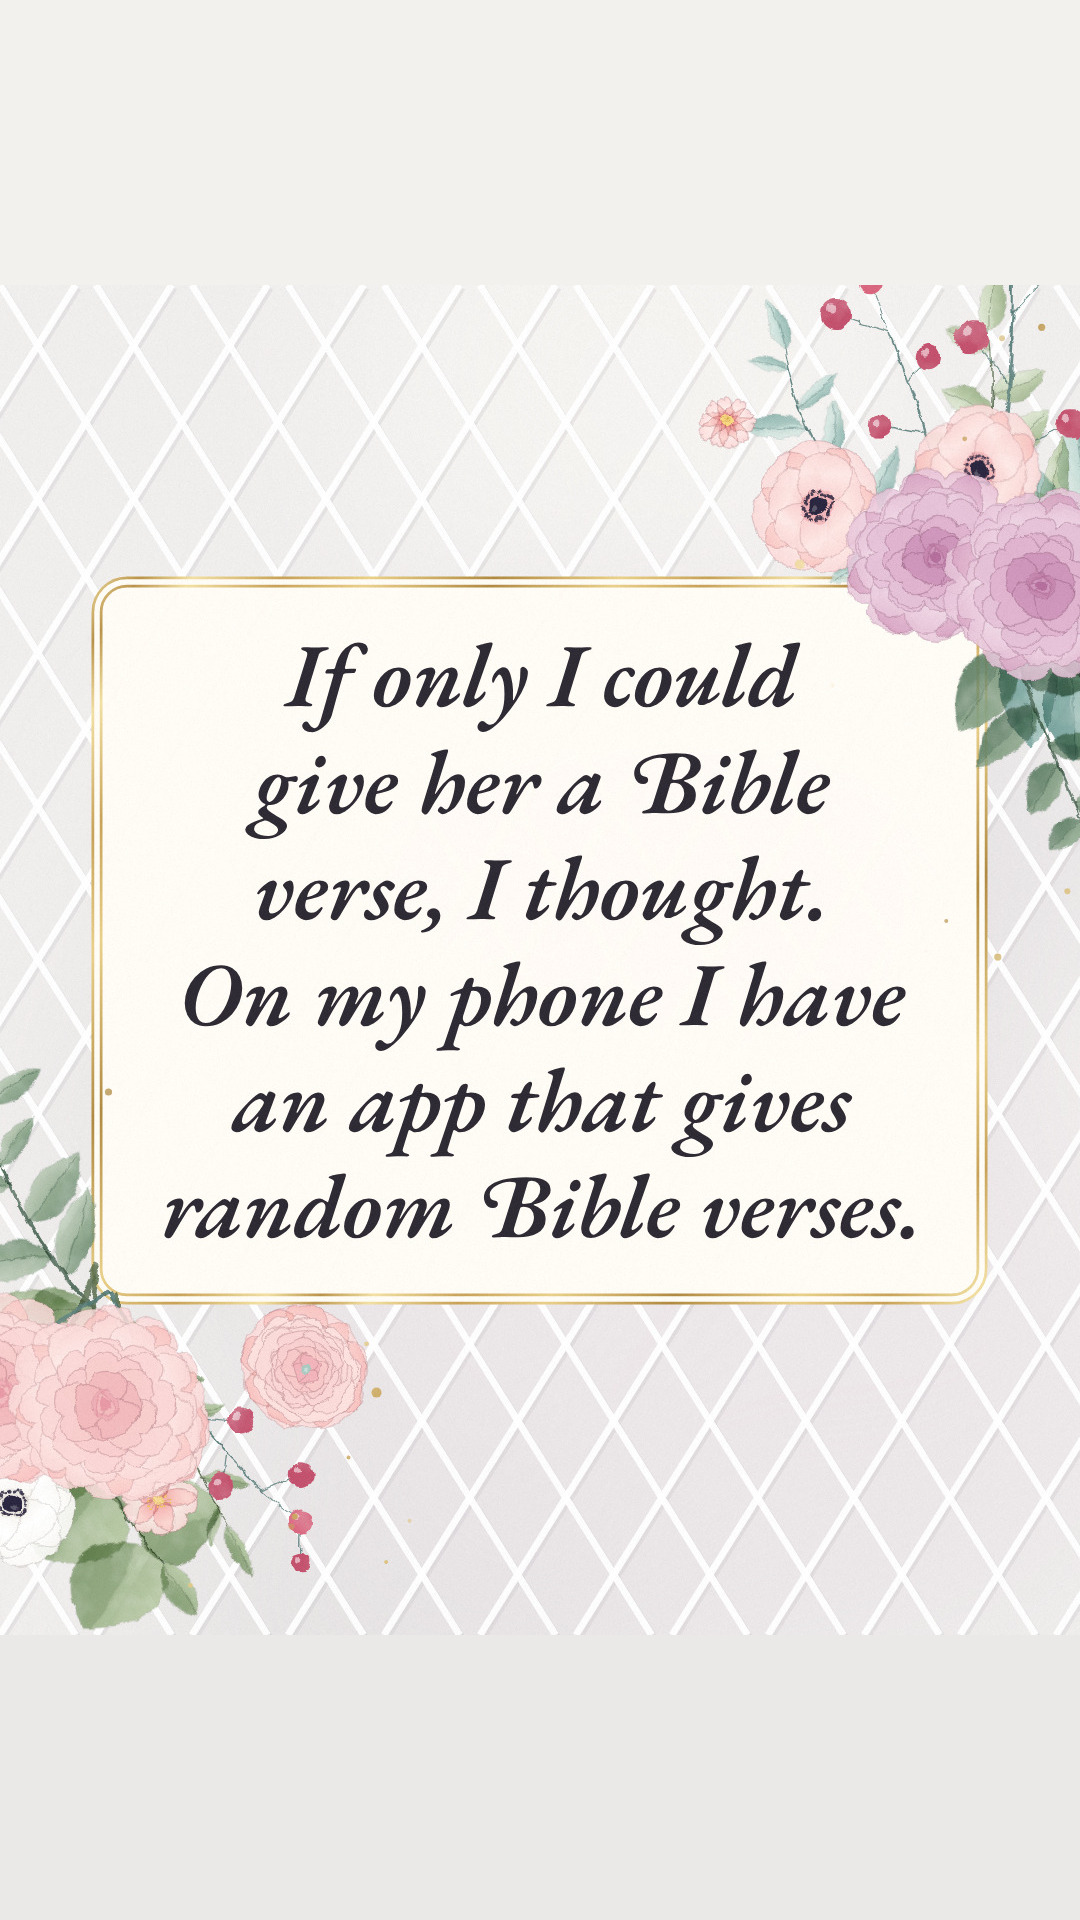 If only I could
give her a Bible
verse, I thought.
On my phone I have
an app that gives
random Bible verses.